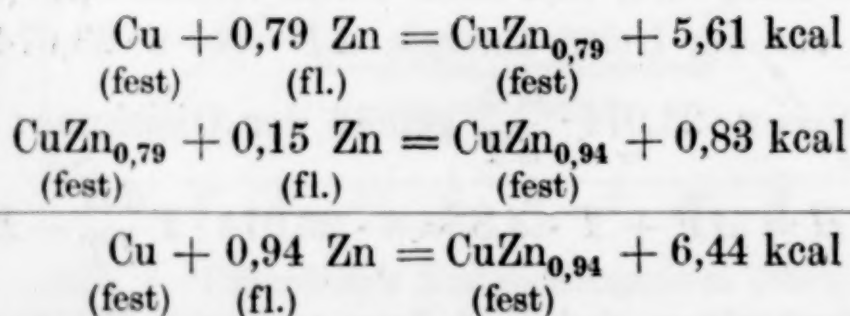 Cu + 0,79 Zn = CuZn₀,₇₉ + 5,61 kcal
(fest) (fl.) (fest)
CuZn₀,₇₉ + 0,15 Zn = CuZn₀,₉₄ + 0,83 kcal
(fest) (fl.) (fest)
Cu + 0,94 Zn = CuZn₀,₉₄ + 6,44 kcal
(fest) (fl.) (fest)